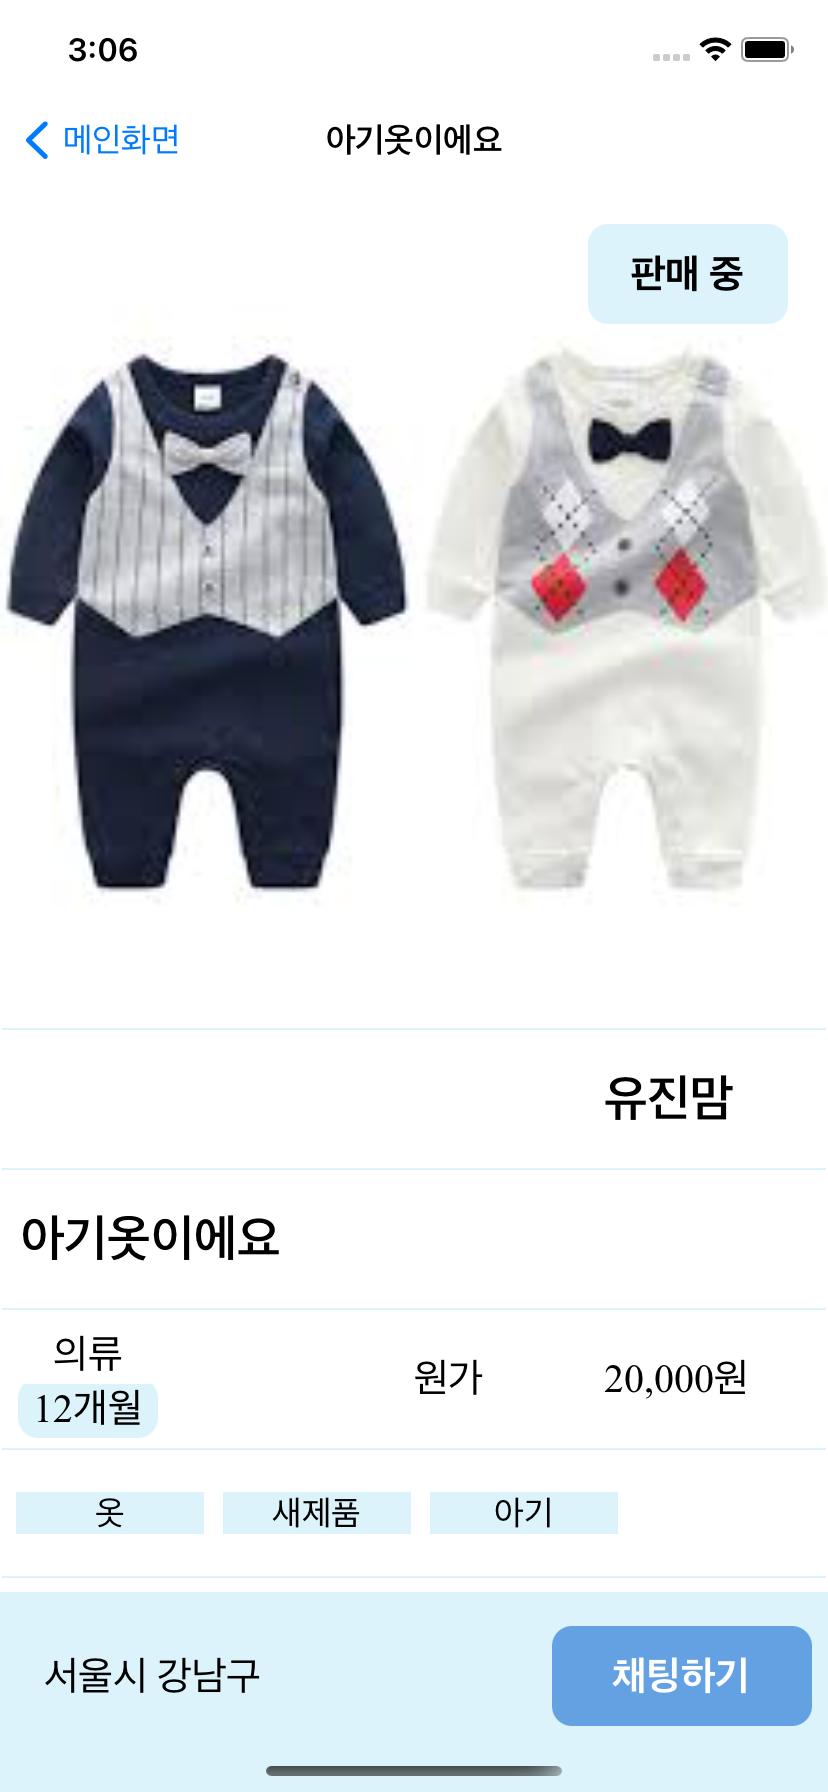 3:06
메인화면
아기옷이에요
판매 중
유진맘
아기옷이에요
의류
12개월
원가
20,000원
옷
새제품
아기
서울시 강남구
채팅하기